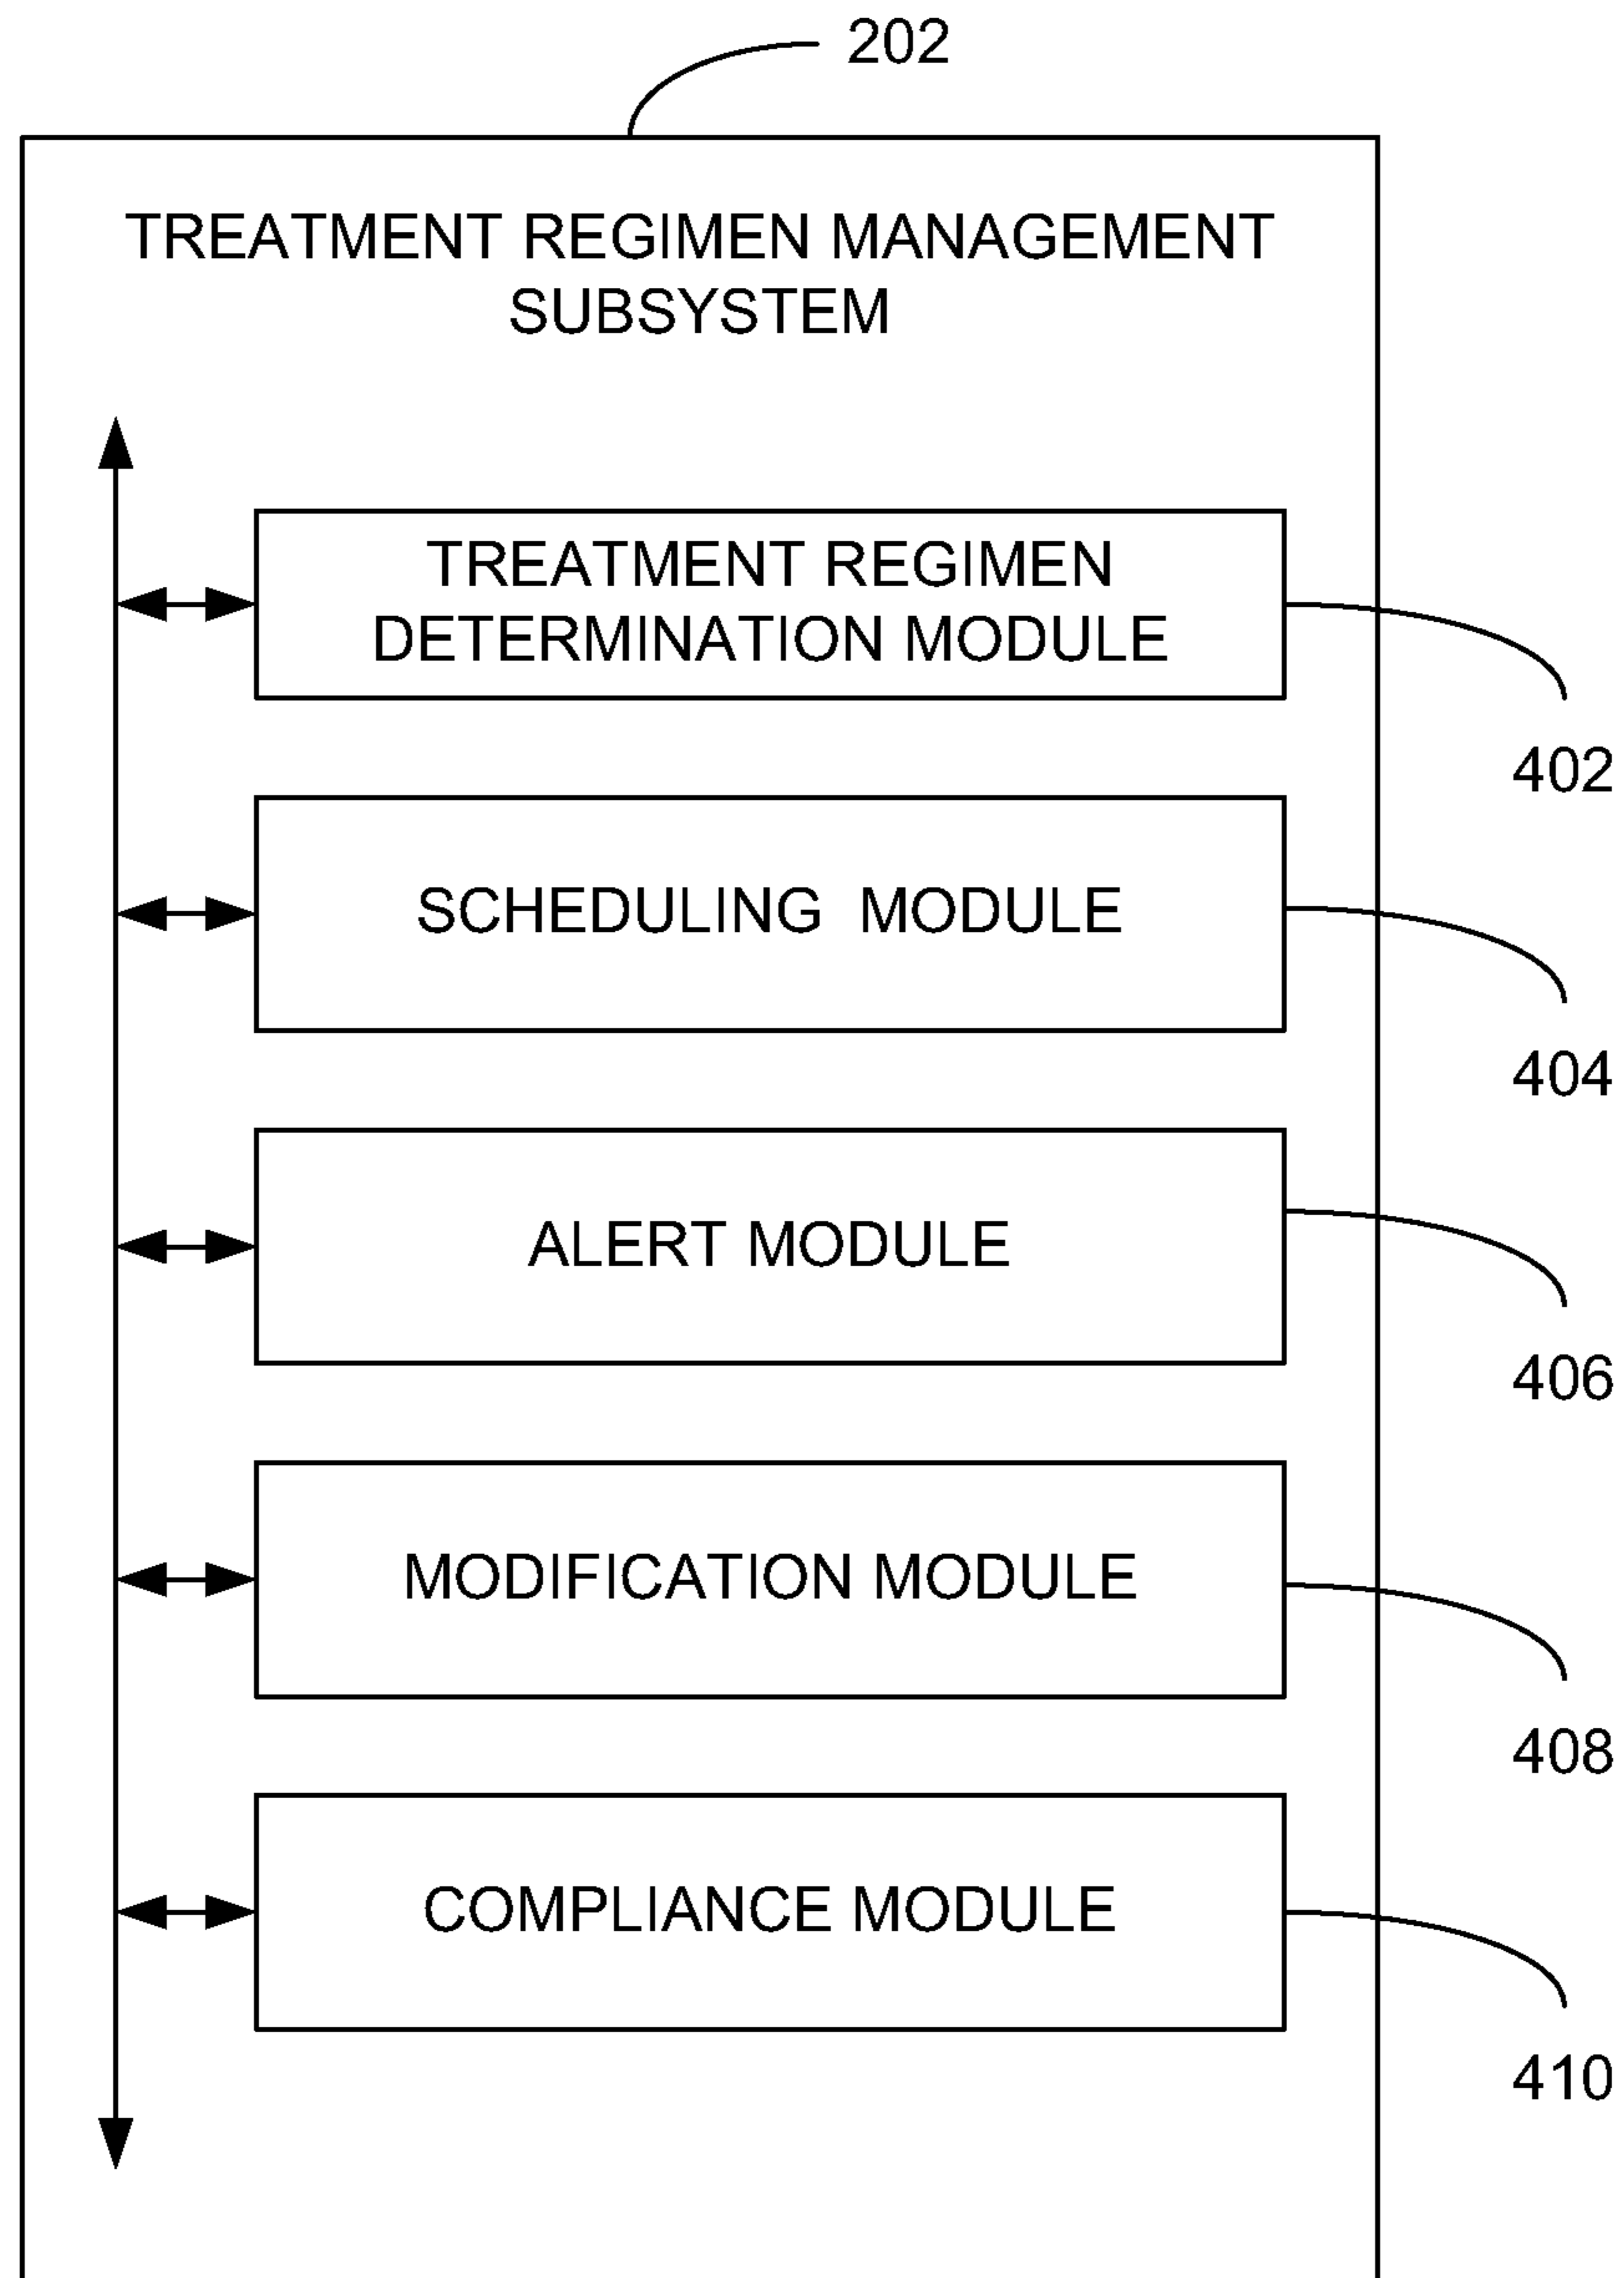 202
TREATMENT REGIMEN MANAGEMENT
SUBSYSTEM
TREATMENT REGIMEN
DETERMINATION MODULE
402
SCHEDULING MODULE
404
ALERT MODULE
406
MODIFICATION MODULE
408
COMPLIANCE MODULE
410